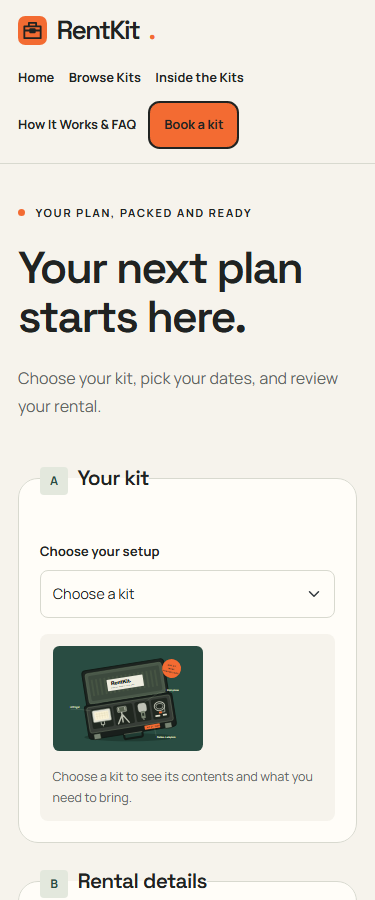 RentKit .
Home Browse Kits Inside the Kits
How It Works & FAQ Book a kit
YOUR PLAN, PACKED AND READY
Your next plan
starts here.
Choose your kit, pick your dates, and review
your rental.
A Your kit
Choose your setup
Choose a kit
RentKit.
Choose a kit to see its contents and what you
need to bring.
B Rental details